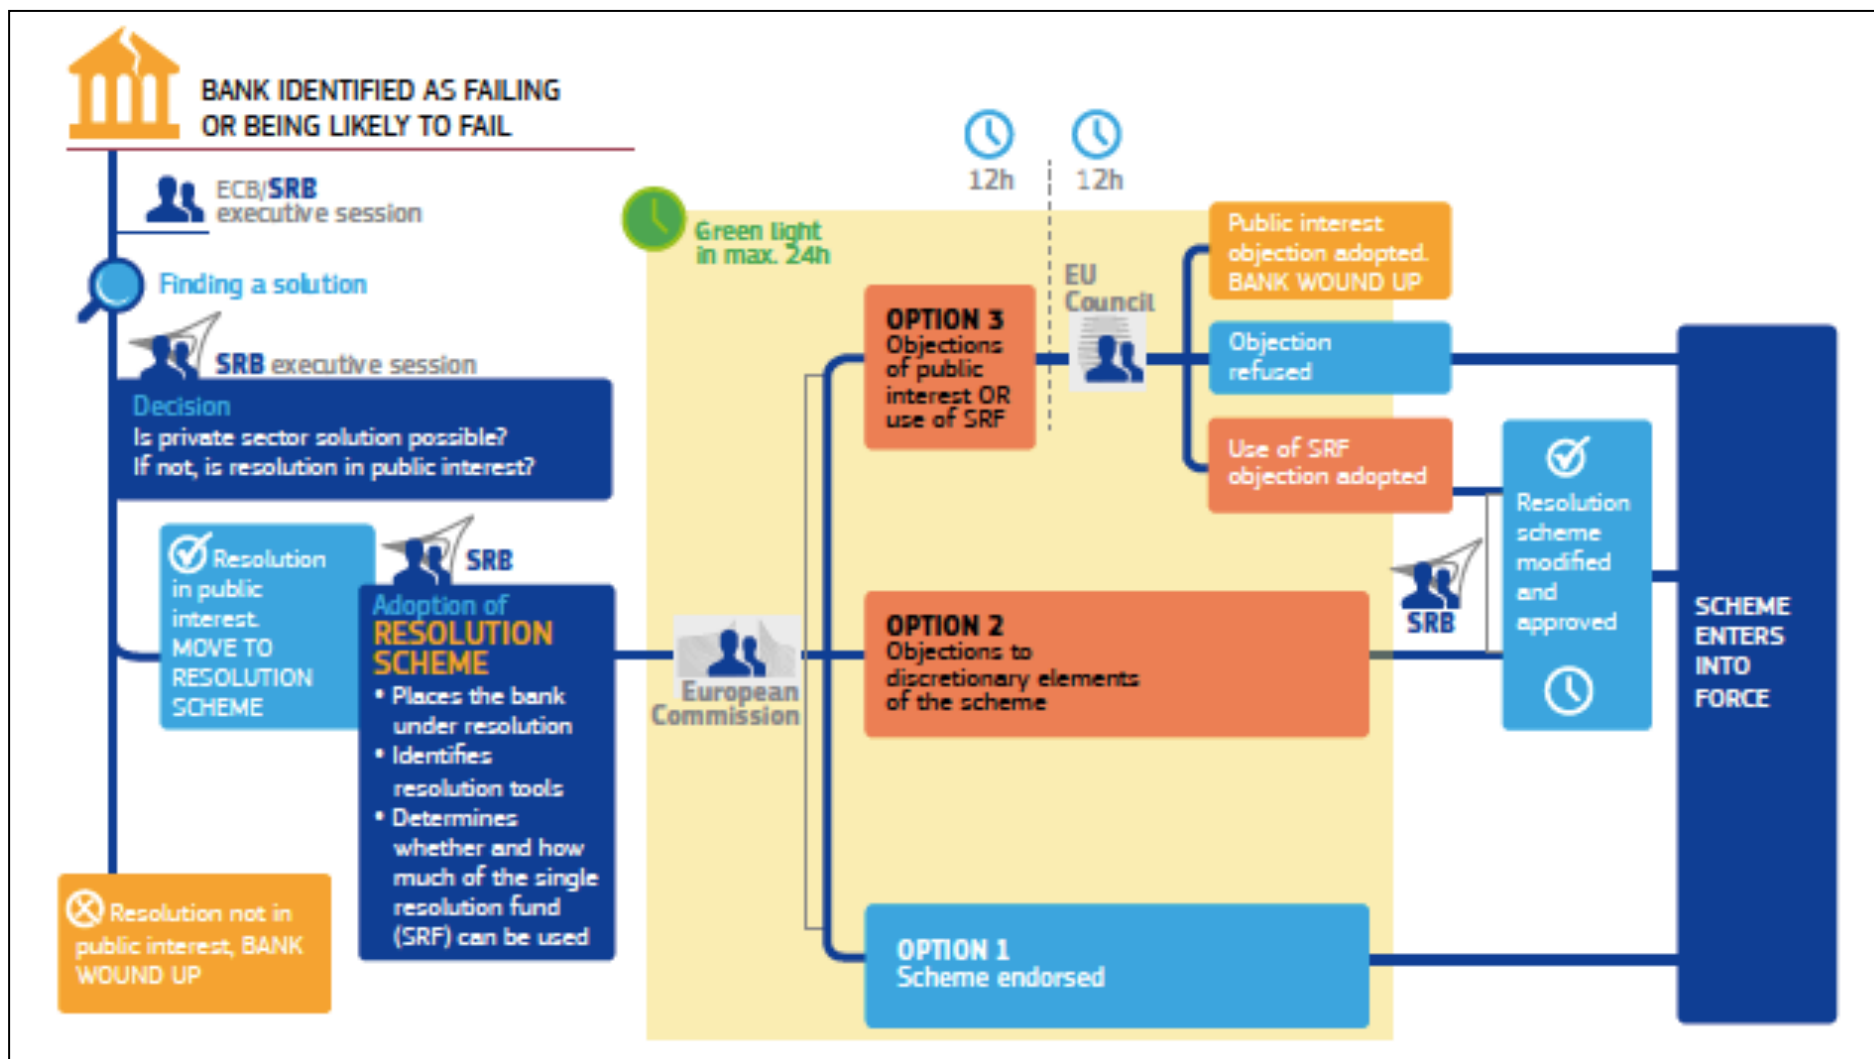 BANK IDENTIFIED AS FAILING
OR BEING LIKELY TO FAIL
ECB/SRB
executive session
Finding a solution
SRB executive session
Decision
Is private sector solution possible?
If not, is resolution in public interest?
Resolution
in public
interest.
MOVE TO
RESOLUTION
SCHEME
SRB
Adoption of
RESOLUTION
SCHEME
• Places the bank
under resolution
• Identifies
resolution tools
• Determines
whether and how
much of the single
resolution fund
(SRF) can be used
Resolution not in
public interest, BANK
WOUND UP
Green light
in max. 24h
12h
12h
European
Commission
OPTION 3
Objections
of public
interest OR
use of SRF
EU
Council
Public interest
objection adopted.
BANK WOUND UP
Objection
refused
Use of SRF
objection adopted
OPTION 2
Objections to
discretionary elements
of the scheme
SRB
Resolution
scheme
modified
and
approved
OPTION 1
Scheme endorsed
SCHEME
ENTERS
INTO
FORCE